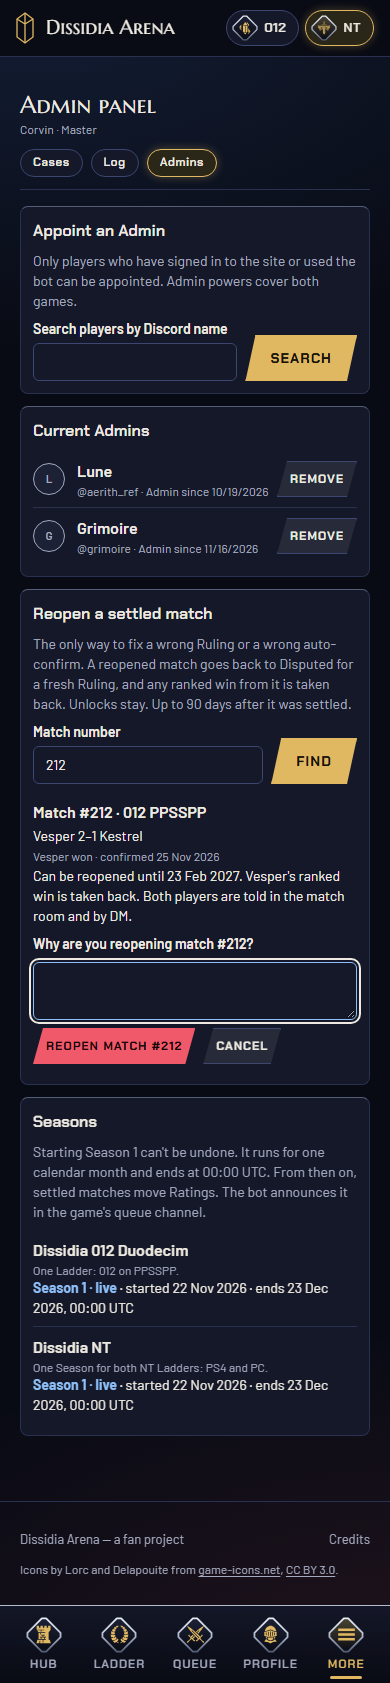 Dissidia Arena
012
NT
Admin panel
Corvin · Master
Cases
Log
Admins
Appoint an Admin
Only players who have signed in to the site or used the
bot can be appointed. Admin powers cover both
games.
Search players by Discord name
SEARCH
Current Admins
L
Lune
@aerith_ref · Admin since 10/19/2026
REMOVE
G
Grimoire
@grimoire · Admin since 11/16/2026
REMOVE
Reopen a settled match
The only way to fix a wrong Ruling or a wrong auto-
confirm. A reopened match goes back to Disputed for
a fresh Ruling, and any ranked win from it is taken
back. Unlocks stay. Up to 90 days after it was settled.
Match number
212
FIND
Match #212 · 012 PPSSPP
Vesper 2–1 Kestrel
Vesper won · confirmed 25 Nov 2026
Can be reopened until 23 Feb 2027. Vesper's ranked
win is taken back. Both players are told in the match
room and by DM.
Why are you reopening match #212?
REOPEN MATCH #212
CANCEL
Seasons
Starting Season 1 can't be undone. It runs for one
calendar month and ends at 00:00 UTC. From then on,
settled matches move Ratings. The bot announces it
in the game's queue channel.
Dissidia 012 Duodecim
One Ladder: 012 on PPSSPP.
Season 1 · live · started 22 Nov 2026 · ends 23 Dec
2026, 00:00 UTC
Dissidia NT
One Season for both NT Ladders: PS4 and PC.
Season 1 · live · started 22 Nov 2026 · ends 23 Dec
2026, 00:00 UTC
Dissidia Arena — a fan project
Credits
Icons by Lorc and Delapouite from game-icons.net, CC BY 3.0.
HUB
LADDER
QUEUE
PROFILE
MORE